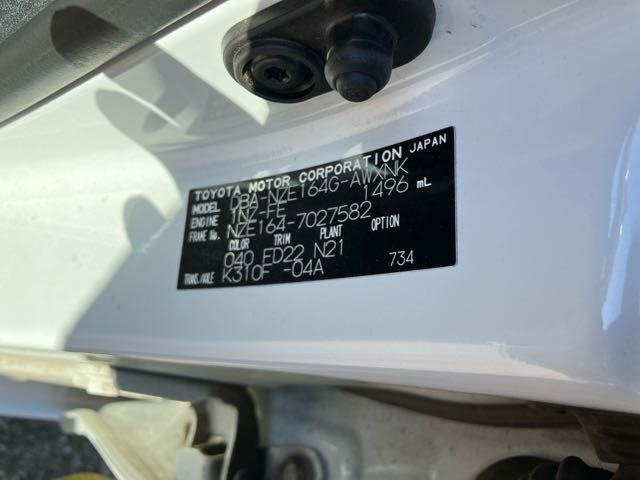 TOYOTA MOTOR CORPORATION JAPAN
MODEL DBA-NZE164G-AWXNK
ENGINE 1NZ-FE 1496 mL
FRAME No. NZE164-7027582
COLOR TRIM PLANT OPTION
040 FD22 N21
TRANS./AXLE K310F -04A 734